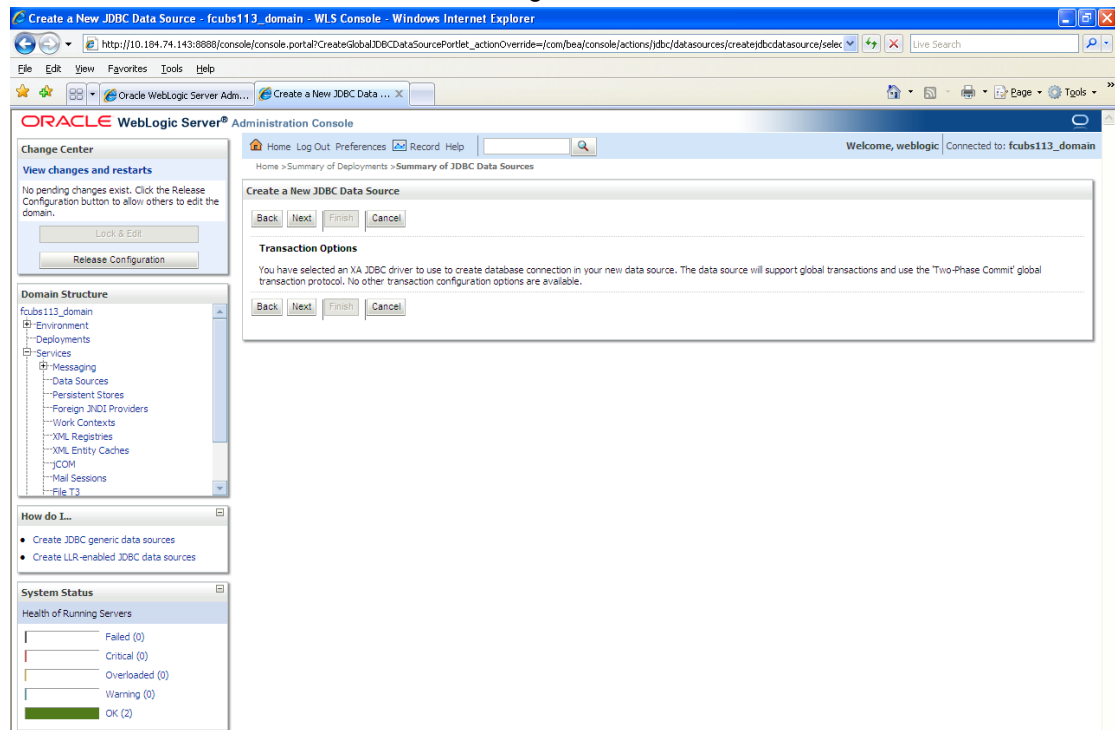 Create a New JDBC Data Source - fcubs113_domain - WLS Console - Windows Internet Explorer
http://10.184.74.143:8888/console/console.portal?CreateGlobalJDBCDataSourcePortlet_actionOverride=/com/bea/console/actions/jdbc/datasources/createjdbcdatasource/selec
Live Search
File Edit View Favorites Tools Help
Oracle WebLogic Server Adm...
Create a New JDBC Data ... X
Page
Tools
»
ORACLE WebLogic Server® Administration Console
Change Center
View changes and restarts
No pending changes exist. Click the Release
Configuration button to allow others to edit the
domain.
Lock & Edit
Release Configuration
Domain Structure
fcubs113_domain
Environment
Deployments
Services
Messaging
Data Sources
Persistent Stores
Foreign JNDI Providers
Work Contexts
XML Registries
XML Entity Caches
jCOM
Mail Sessions
File T3
How do I...
Create JDBC generic data sources
Create LLR-enabled JDBC data sources
System Status
Health of Running Servers
Failed (0)
Critical (0)
Overloaded (0)
Warning (0)
OK (2)
Home Log Out Preferences Record Help
Welcome, weblogic Connected to: fcubs113_domain
Home >Summary of Deployments >Summary of JDBC Data Sources
Create a New JDBC Data Source
Back Next Finish Cancel
Transaction Options
You have selected an XA JDBC driver to use to create database connection in your new data source. The data source will support global transactions and use the 'Two-Phase Commit' global
transaction protocol. No other transaction configuration options are available.
Back Next Finish Cancel